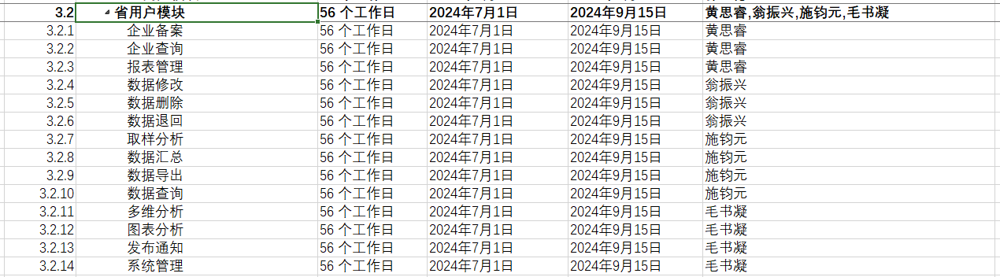 3.2 省用户模块 56 个工作日 2024年7月1日 2024年9月15日 黄思睿,翁振兴,施钧元,毛书凝
3.2.1 企业备案 56 个工作日 2024年7月1日 2024年9月15日 黄思睿
3.2.2 企业查询 56 个工作日 2024年7月1日 2024年9月15日 黄思睿
3.2.3 报表管理 56 个工作日 2024年7月1日 2024年9月15日 黄思睿
3.2.4 数据修改 56 个工作日 2024年7月1日 2024年9月15日 翁振兴
3.2.5 数据删除 56 个工作日 2024年7月1日 2024年9月15日 翁振兴
3.2.6 数据退回 56 个工作日 2024年7月1日 2024年9月15日 翁振兴
3.2.7 取样分析 56 个工作日 2024年7月1日 2024年9月15日 施钧元
3.2.8 数据汇总 56 个工作日 2024年7月1日 2024年9月15日 施钧元
3.2.9 数据导出 56 个工作日 2024年7月1日 2024年9月15日 施钧元
3.2.10 数据查询 56 个工作日 2024年7月1日 2024年9月15日 施钧元
3.2.11 多维分析 56 个工作日 2024年7月1日 2024年9月15日 毛书凝
3.2.12 图表分析 56 个工作日 2024年7月1日 2024年9月15日 毛书凝
3.2.13 发布通知 56 个工作日 2024年7月1日 2024年9月15日 毛书凝
3.2.14 系统管理 56 个工作日 2024年7月1日 2024年9月15日 毛书凝